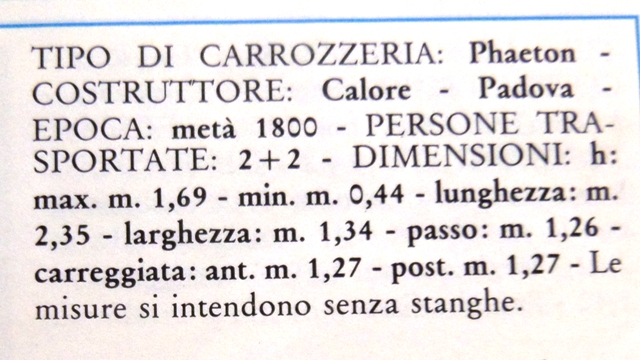 TIPO DI CARROZZERIA: Phaeton -
COSTRUTTORE: Calore - Padova -
EPOCA: metà 1800 - PERSONE TRA-
SPORTATE: 2+2 - DIMENSIONI: h:
max. m. 1,69 - min. m. 0,44 - lunghezza: m.
2,35 - larghezza: m. 1,34 - passo: m. 1,26 -
carreggiata: ant. m. 1,27 - post. m. 1,27 - Le
misure si intendono senza stanghe.